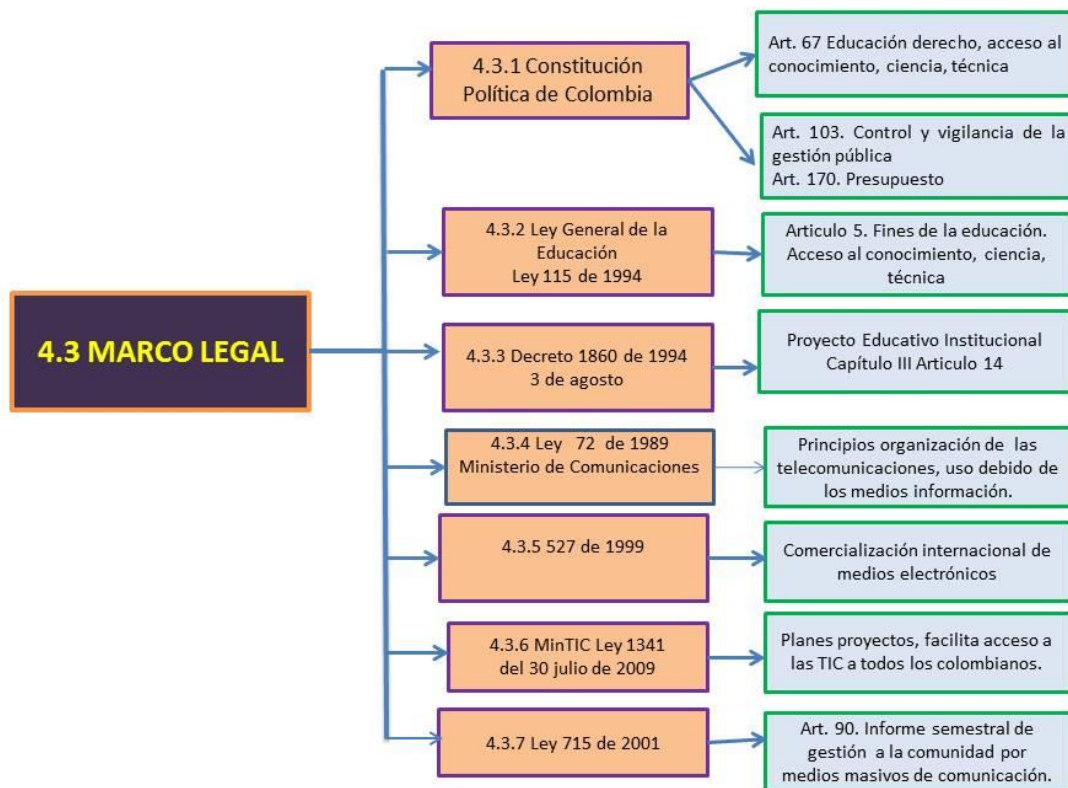 4.3 MARCO LEGAL
4.3.1 Constitución
Política de Colombia
Art. 67 Educación derecho, acceso al
conocimiento, ciencia, técnica
Art. 103. Control y vigilancia de la
gestión pública
Art. 170. Presupuesto
4.3.2 Ley General de la
Educación
Ley 115 de 1994
Articulo 5. Fines de la educación.
Acceso al conocimiento, ciencia,
técnica
4.3.3 Decreto 1860 de 1994
3 de agosto
Proyecto Educativo Institucional
Capítulo III Articulo 14
4.3.4 Ley 72 de 1989
Ministerio de Comunicaciones
Principios organización de las
telecomunicaciones, uso debido de
los medios información.
4.3.5 527 de 1999
Comercialización internacional de
medios electrónicos
4.3.6 MinTIC Ley 1341
del 30 julio de 2009
Planes proyectos, facilita acceso a
las TIC a todos los colombianos.
4.3.7 Ley 715 de 2001
Art. 90. Informe semestral de
gestión a la comunidad por
medios masivos de comunicación.